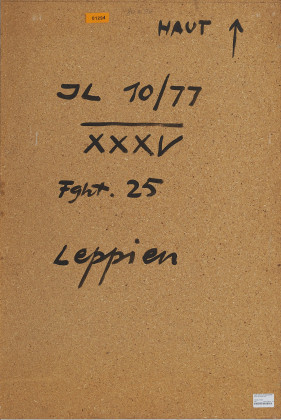 HAUT ↑
JL 10/77
XXXV
Fght. 25
Leppien